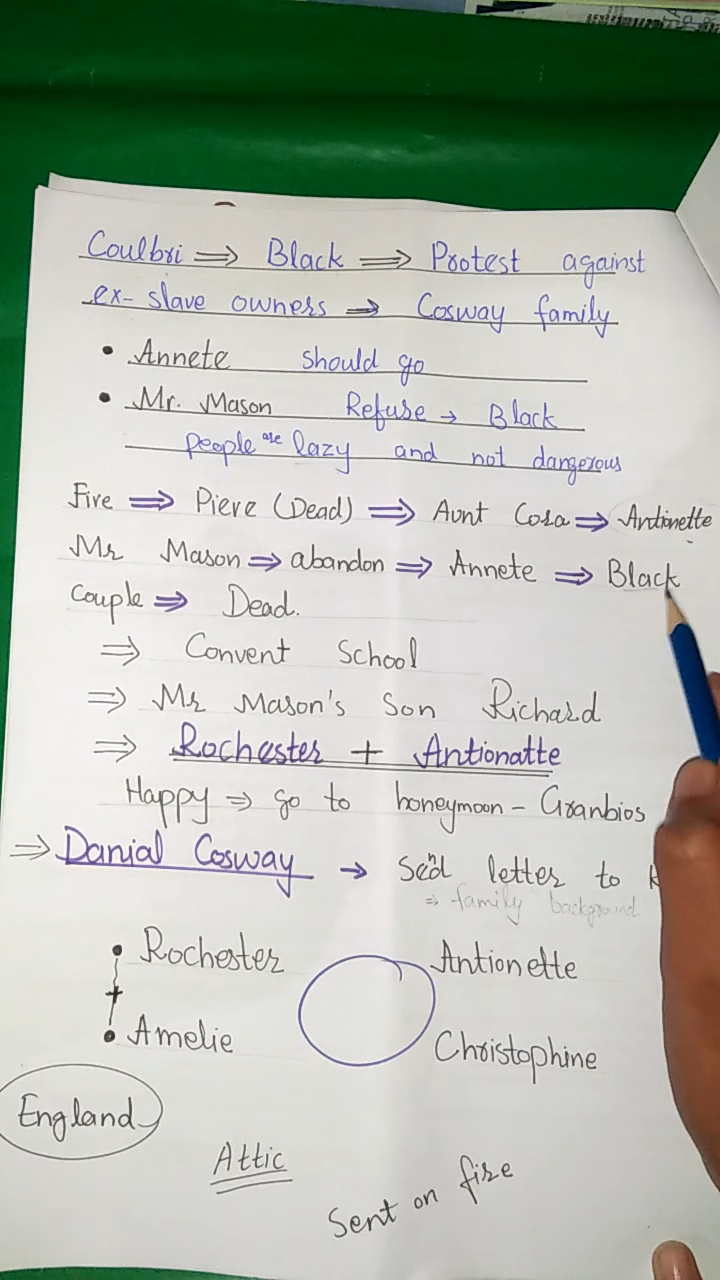 Coulbri ⇒ Black ⇒ Protest against
ex-slave owners → Cosway family
• Annete should go
• Mr. Mason Refuse → Black
people are lazy and not dangerous
Fire ⇒ Piere (Dead) ⇒ Aunt Cora ⇒ Antionette
Mr Mason ⇒ abandon ⇒ Annete ⇒ Black
Couple ⇒ Dead.
⇒ Convent School
⇒ Mr Mason's Son Richard
⇒ Rochester + Antionatte
Happy ⇒ go to honeymoon - Granbios
⇒ Danial Cosway → Send letter to
⇒ family background
• Rochester Antionette
• Amelie Christophine
England
Attic
Sent on fire